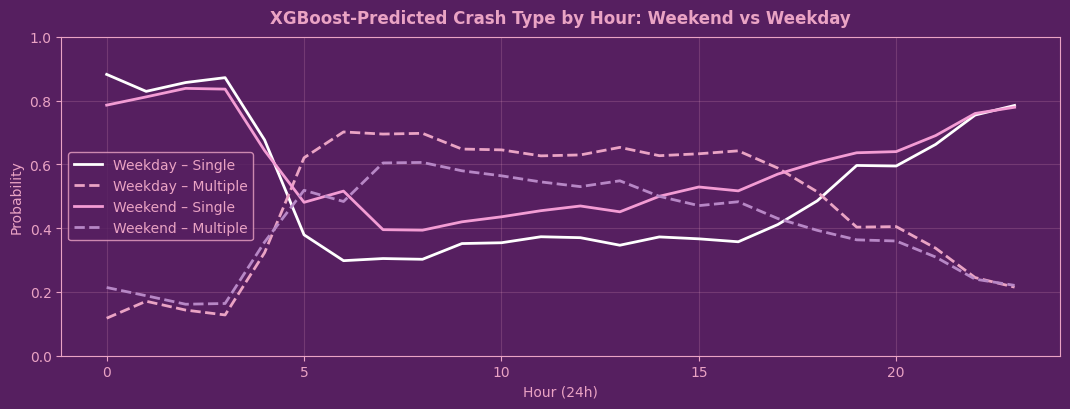 XGBoost-Predicted Crash Type by Hour: Weekend vs Weekday
1.0
0.8
0.6
0.4
0.2
0.0
Probability
Weekday – Single
Weekday – Multiple
Weekend – Single
Weekend – Multiple
0 5 10 15 20
Hour (24h)